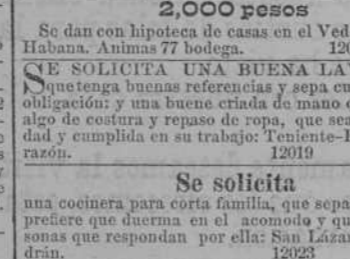 2,000 pesos
Se dan con hipoteca de casas en el Ved
Habana. Animas 77 bodega. 120
SE SOLICITA UNA BUENA LAV
que tenga buenas referencias y sepa cu
obligación: y una buene criada de mano
algo de costura y repaso de ropa, que sea
dad y cumplida en su trabajo: Teniente-
razón. 12019
Se solicita
una cocinera para corta familia, que sepa
prefiere que duerma en el acomodo y qu
sonas que respondan por ella: San Lázar
drán. 12023